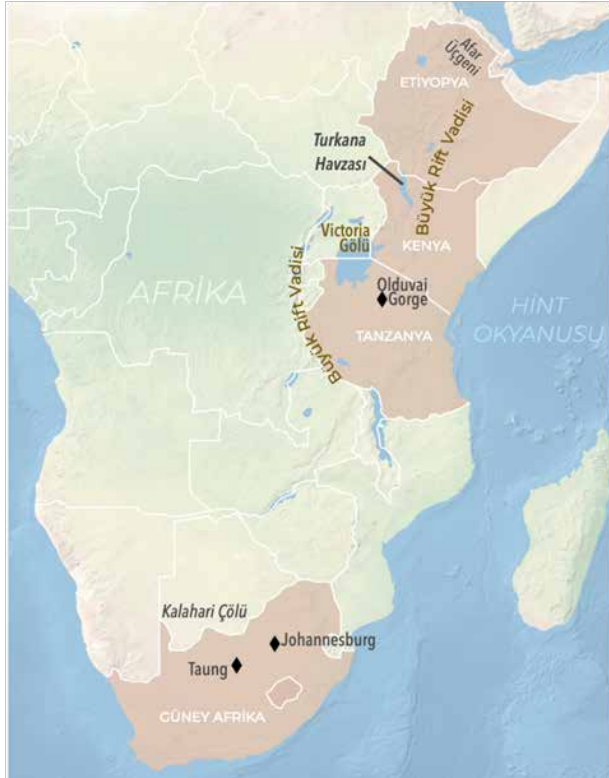 Afar
Üçgeni
ETİYOPYA
Turkana
Havzası
Büyük Rift Vadisi
Victoria
Gölü
KENYA
Büyük Rift Vadisi
AFRİKA
Olduvai
Gorge
HİNT
OKYANUSU
TANZANYA
Kalahari Çölü
Johannesburg
Taung
GÜNEY AFRİKA